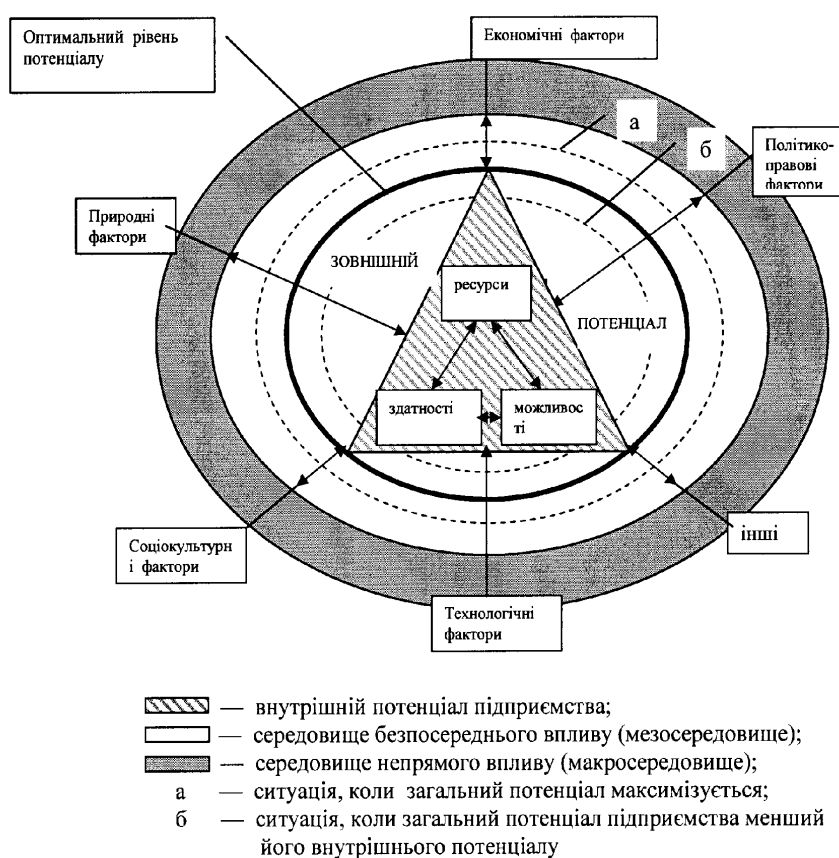 Оптимальний рівень
потенціалу
Економічні фактори
а
б
Політико-
правові
фактори
Природні
фактори
ЗОВНІШНІЙ
ресурси
ПОТЕНЦІАЛ
здатності
можливос
ті
Соціокультурн
і фактори
інші
Технологічні
фактори
— внутрішній потенціал підприємства;
— середовище безпосереднього впливу (мезосередовище);
— середовище непрямого впливу (макросередовище);
а — ситуація, коли загальний потенціал максимізується;
б — ситуація, коли загальний потенціал підприємства менший
його внутрішнього потенціалу